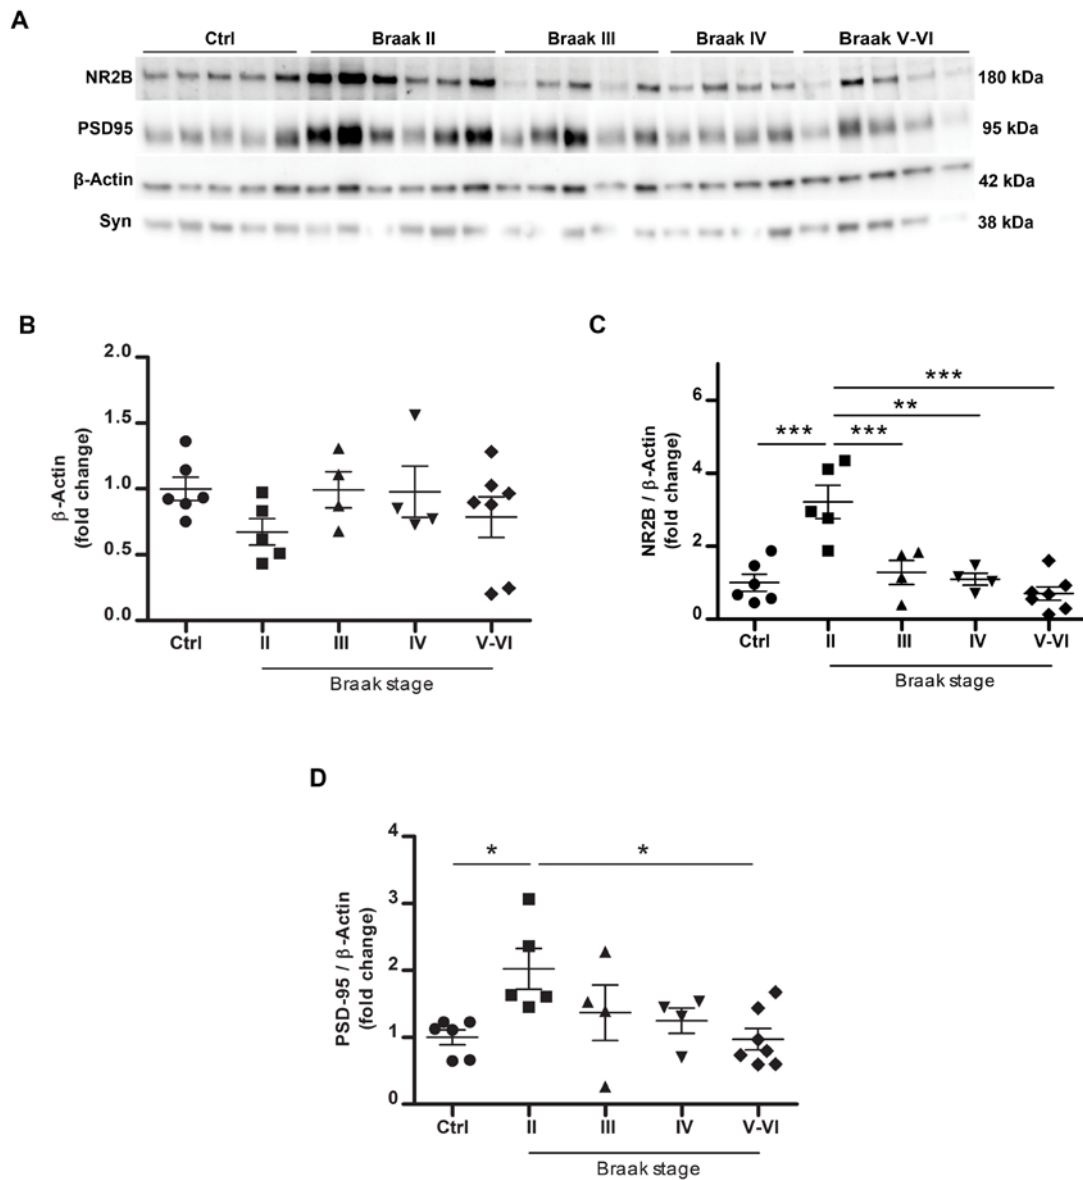 A
Ctrl Braak II Braak III Braak IV Braak V-VI
NR2B 180 kDa
PSD95 95 kDa
β-Actin 42 kDa
Syn 38 kDa
B
β-Actin
(fold change)
2.0
1.5
1.0
0.5
0.0
Ctrl II III IV V-VI
Braak stage
C
NR2B / β-Actin
(fold change)
6
4
2
0
***
**
*** ***
Ctrl II III IV V-VI
Braak stage
D
PSD-95 / β-Actin
(fold change)
4
3
2
1
0
* *
Ctrl II III IV V-VI
Braak stage